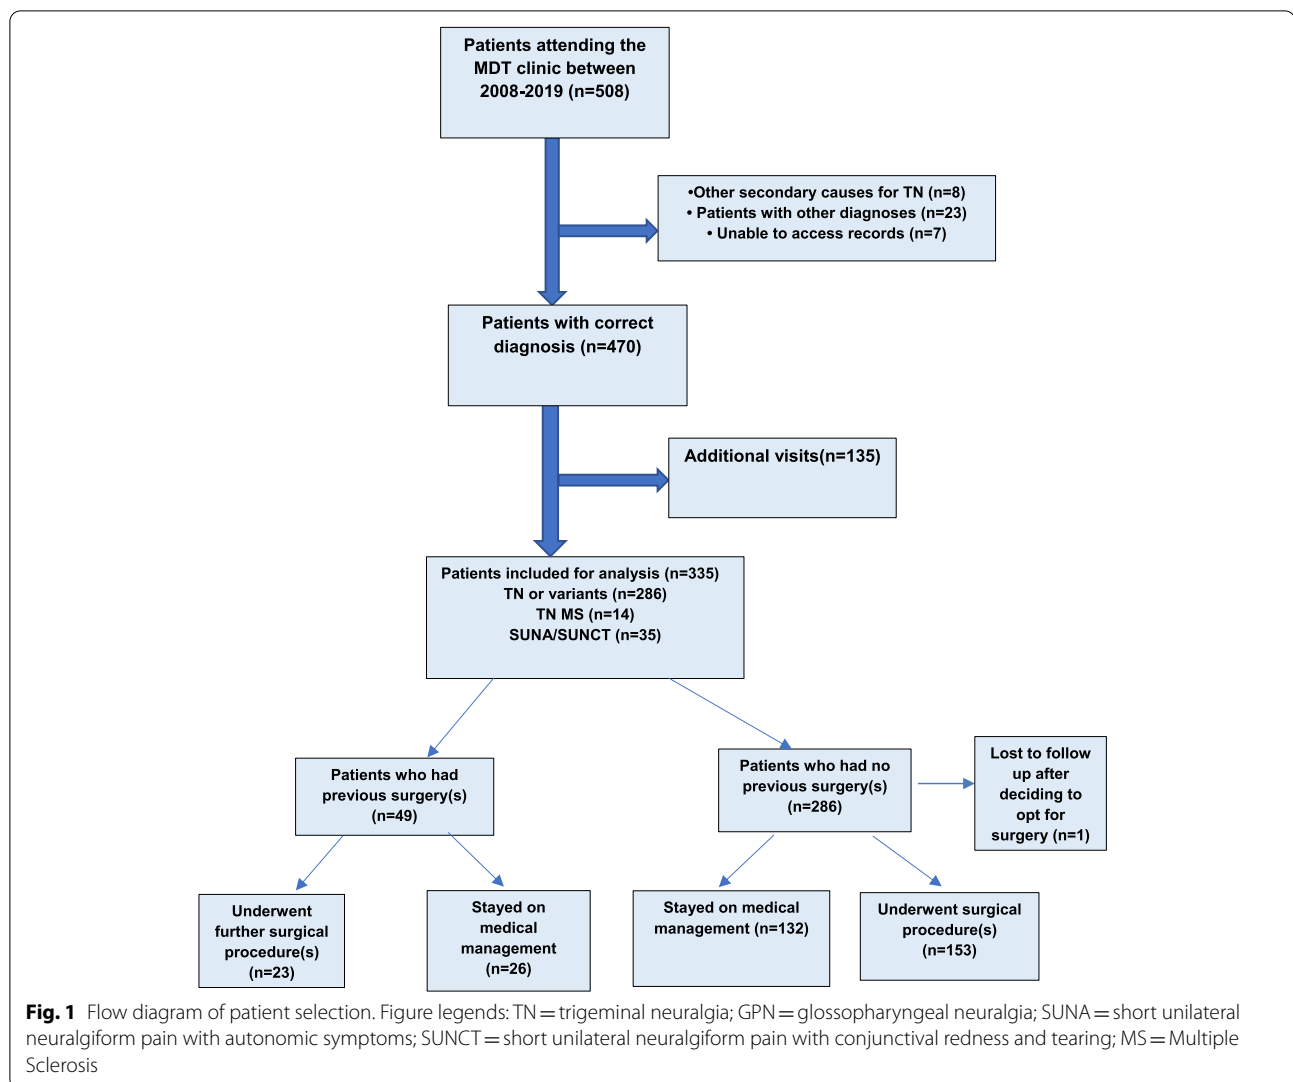 Patients attending the
MDT clinic between
2008-2019 (n=508)
•Other secondary causes for TN (n=8)
• Patients with other diagnoses (n=23)
• Unable to access records (n=7)
Patients with correct
diagnosis (n=470)
Additional visits(n=135)
Patients included for analysis (n=335)
TN or variants (n=286)
TN MS (n=14)
SUNA/SUNCT (n=35)
Patients who had
previous surgery(s)
(n=49)
Patients who had no
previous surgery(s)
(n=286)
Lost to follow
up after
deciding to
opt for
surgery (n=1)
Underwent
further surgical
procedure(s)
(n=23)
Stayed on
medical
management
(n=26)
Stayed on medical
management (n=132)
Underwent surgical
procedure(s)
(n=153)
Fig. 1 Flow diagram of patient selection. Figure legends: TN = trigeminal neuralgia; GPN = glossopharyngeal neuralgia; SUNA = short unilateral
neuralgiform pain with autonomic symptoms; SUNCT = short unilateral neuralgiform pain with conjunctival redness and tearing; MS = Multiple
Sclerosis